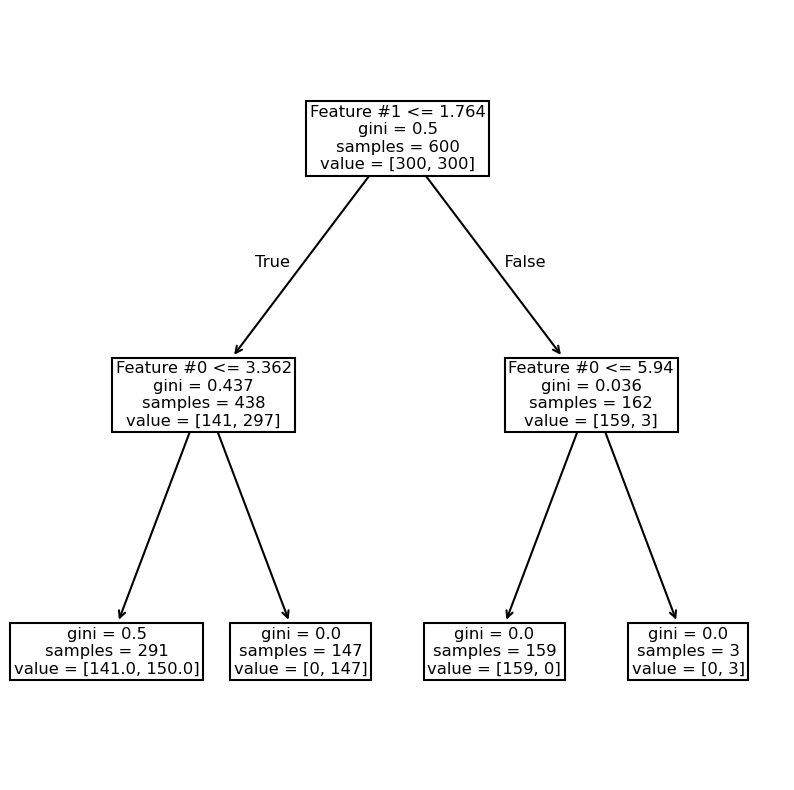 Feature #1 <= 1.764
gini = 0.5
samples = 600
value = [300, 300]
True
False
Feature #0 <= 3.362
gini = 0.437
samples = 438
value = [141, 297]
Feature #0 <= 5.94
gini = 0.036
samples = 162
value = [159, 3]
gini = 0.5
samples = 291
value = [141.0, 150.0]
gini = 0.0
samples = 147
value = [0, 147]
gini = 0.0
samples = 159
value = [159, 0]
gini = 0.0
samples = 3
value = [0, 3]